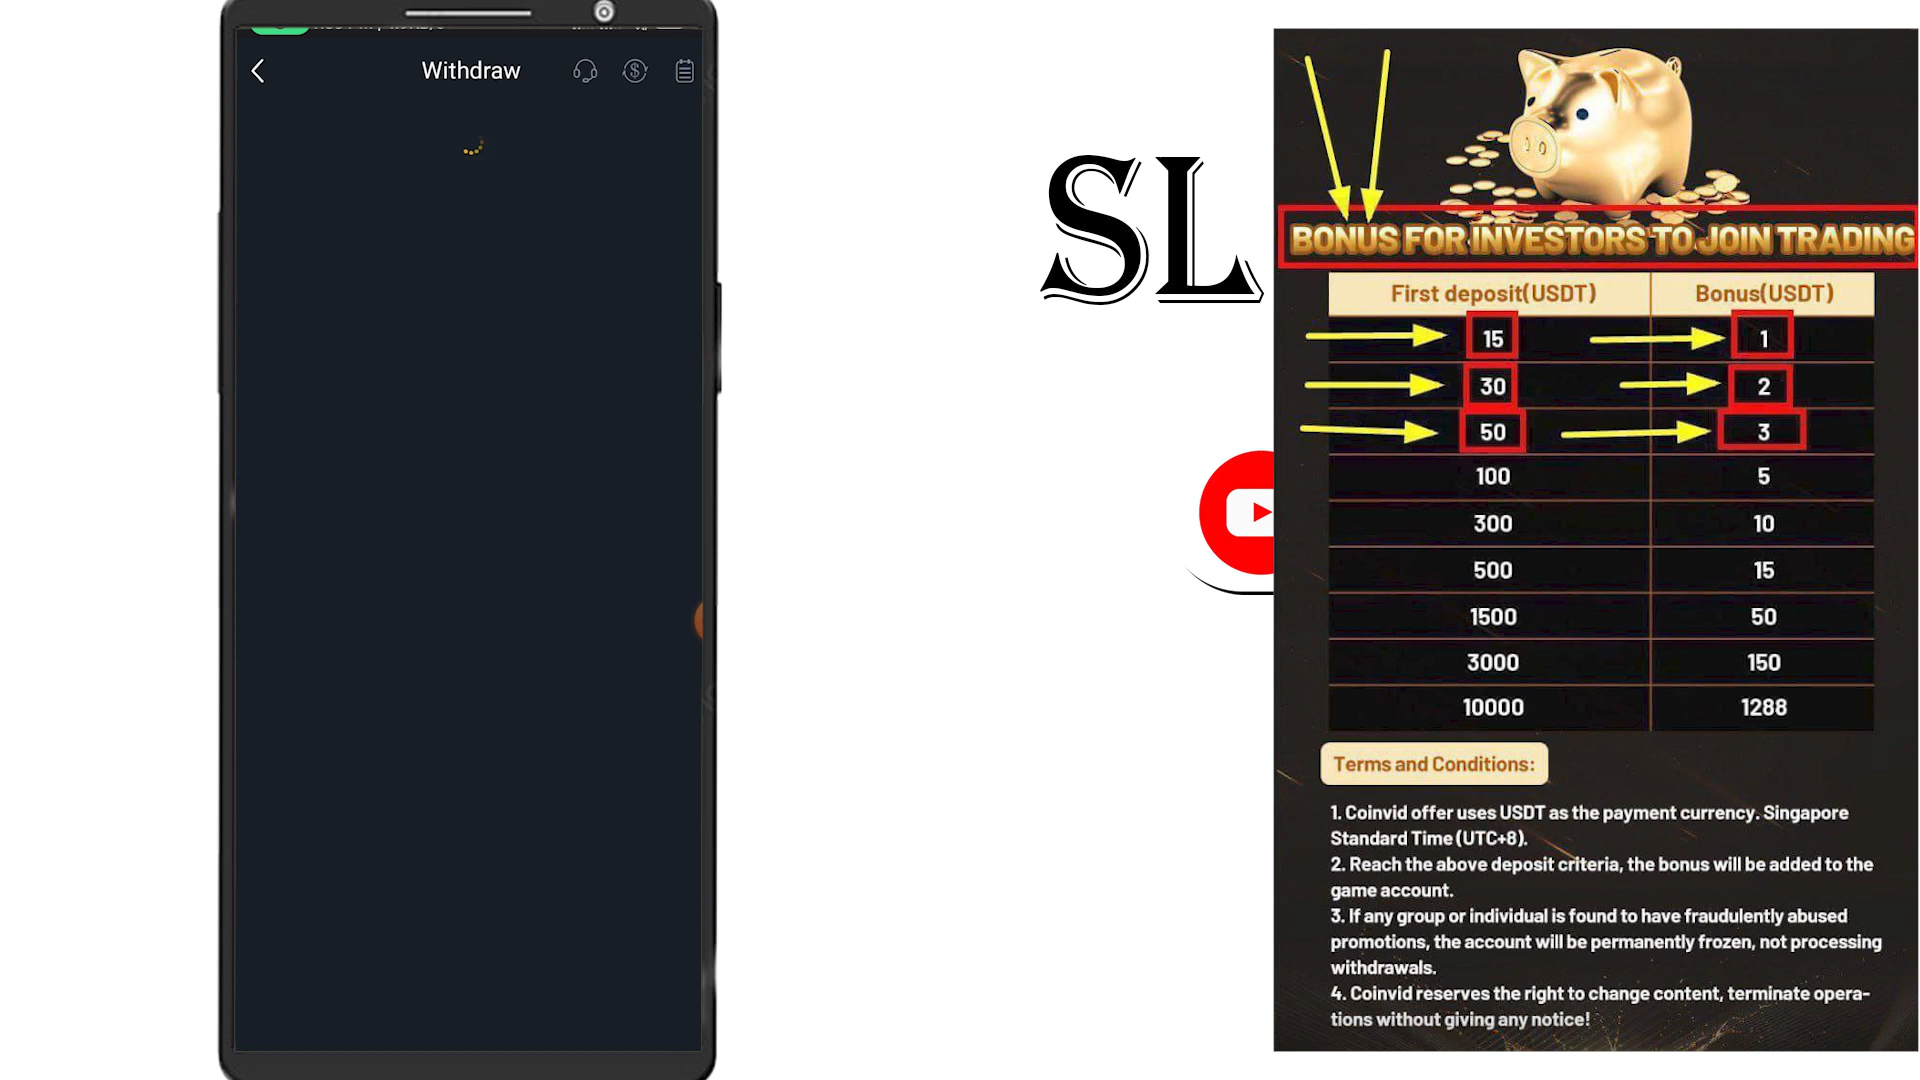 Withdraw
SL
BONUS FOR INVESTORS TO JOIN TRADING
First deposit(USDT) Bonus(USDT)
15 1
30 2
50 3
100 5
300 10
500 15
1500 50
3000 150
10000 1288
Terms and Conditions:
1. Coinvid offer uses USDT as the payment currency. Singapore
Standard Time (UTC+8).
2. Reach the above deposit criteria, the bonus will be added to the
game account.
3. If any group or individual is found to have fraudulently abused
promotions, the account will be permanently frozen, not processing
withdrawals.
4. Coinvid reserves the right to change content, terminate opera-
tions without giving any notice!